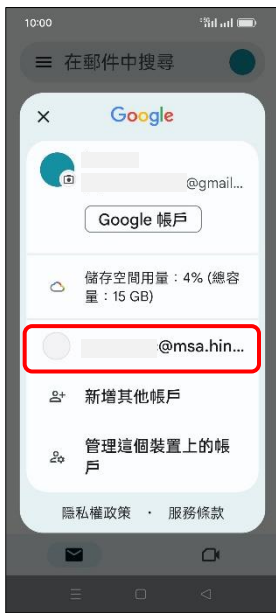 10:00
在郵件中搜尋
Google
@gmail...
Google 帳戶
儲存空間用量：4% (總容
量：15 GB)
@msa.hin...
新增其他帳戶
管理這個裝置上的帳
戶
隱私權政策 · 服務條款